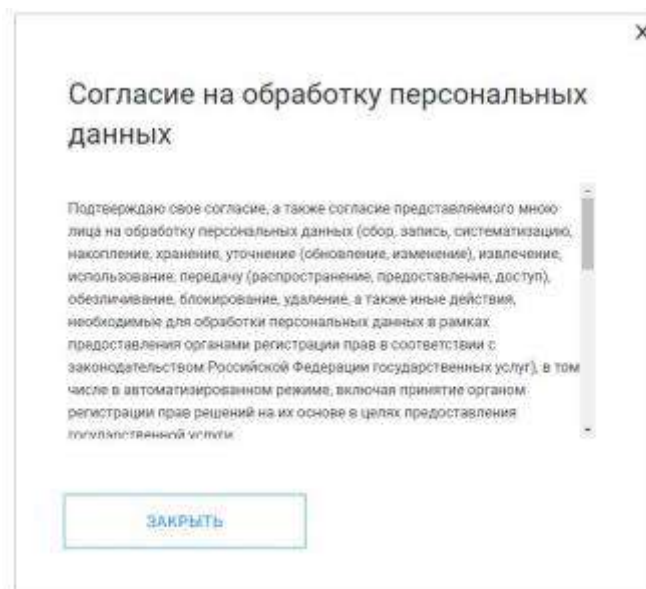 X
Согласие на обработку персональных
данных
Подтверждаю свое согласие, а также согласие представляемого мною
лица на обработку персональных данных (сбор, запись, систематизацию,
накопление, хранение, уточнение (обновление, изменение), извлечение,
использование, передачу (распространение, предоставление, доступ),
обезличивание, блокирование, удаление, а также иные действия,
необходимые для обработки персональных данных в рамках
предоставления органами регистрации прав в соответствии с
законодательством Российской Федерации государственных услуг), в том
числе в автоматизированном режиме, включая принятие органом
регистрации прав решений на их основе в целях предоставления
государственной услуги
ЗАКРЫТЬ